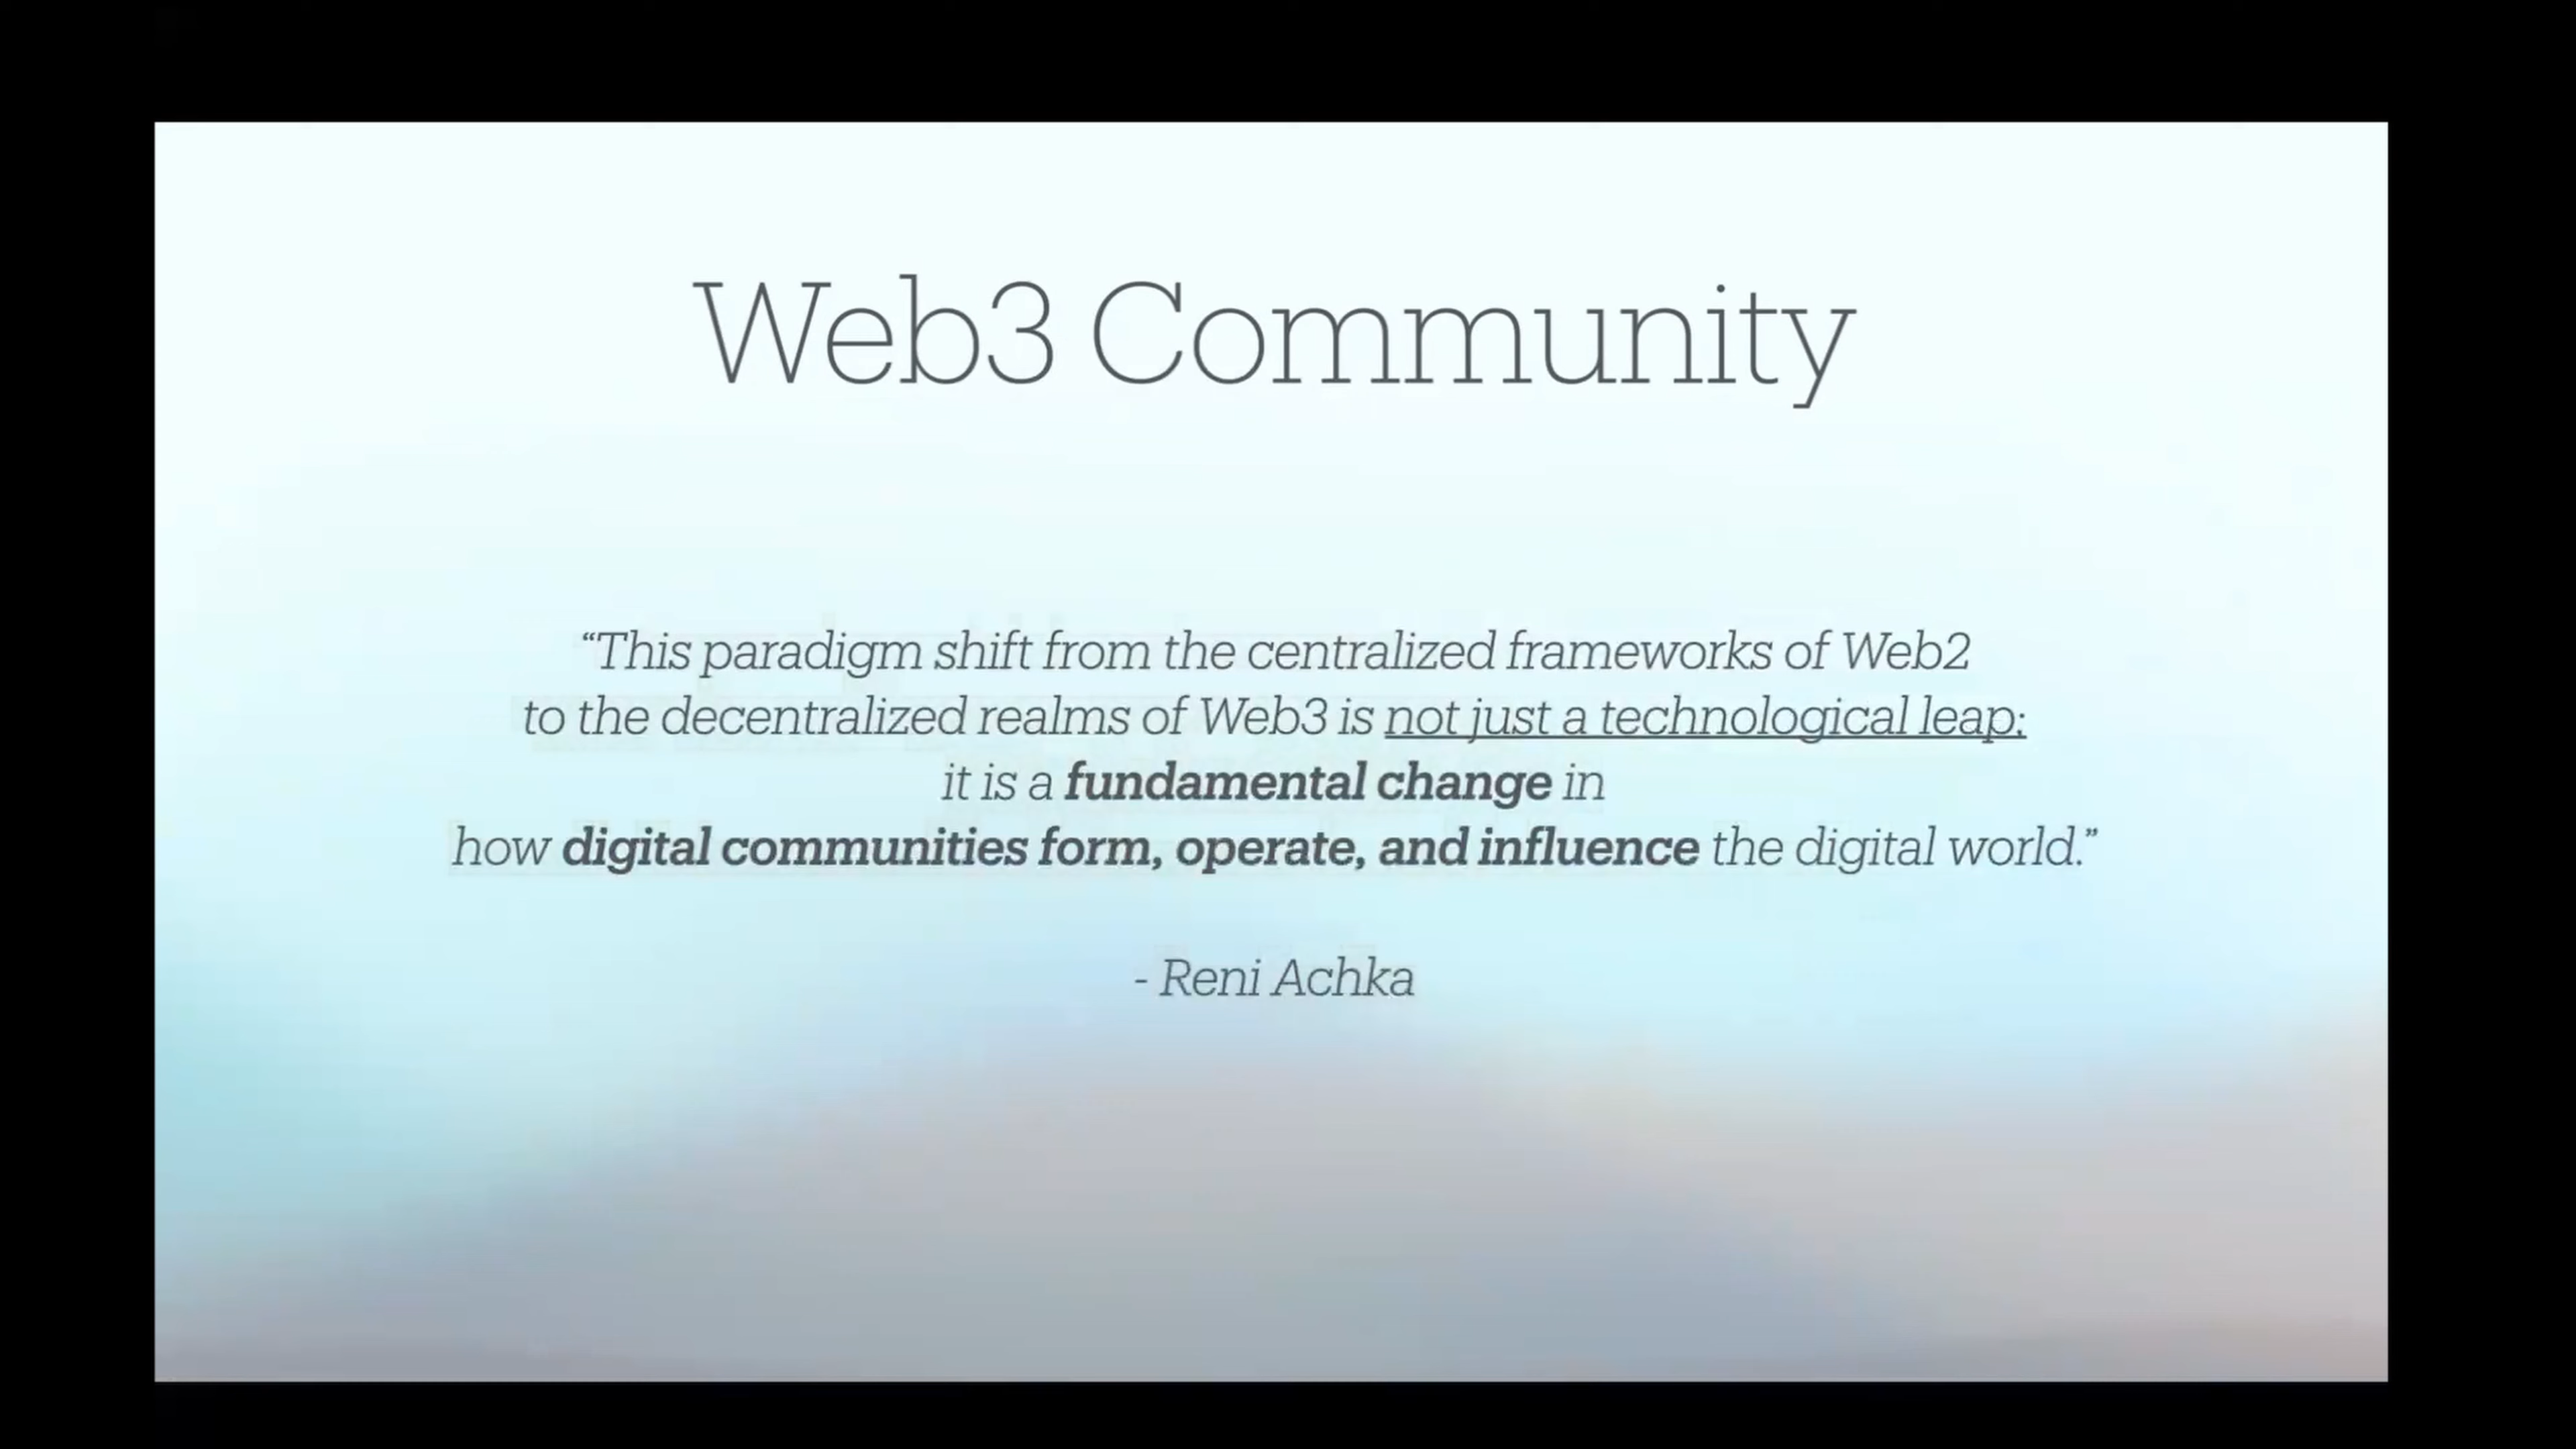 Web3 Community
“This paradigm shift from the centralized frameworks of Web2
to the decentralized realms of Web3 is not just a technological leap;
it is a fundamental change in
how digital communities form, operate, and influence the digital world.”
- Reni Achka